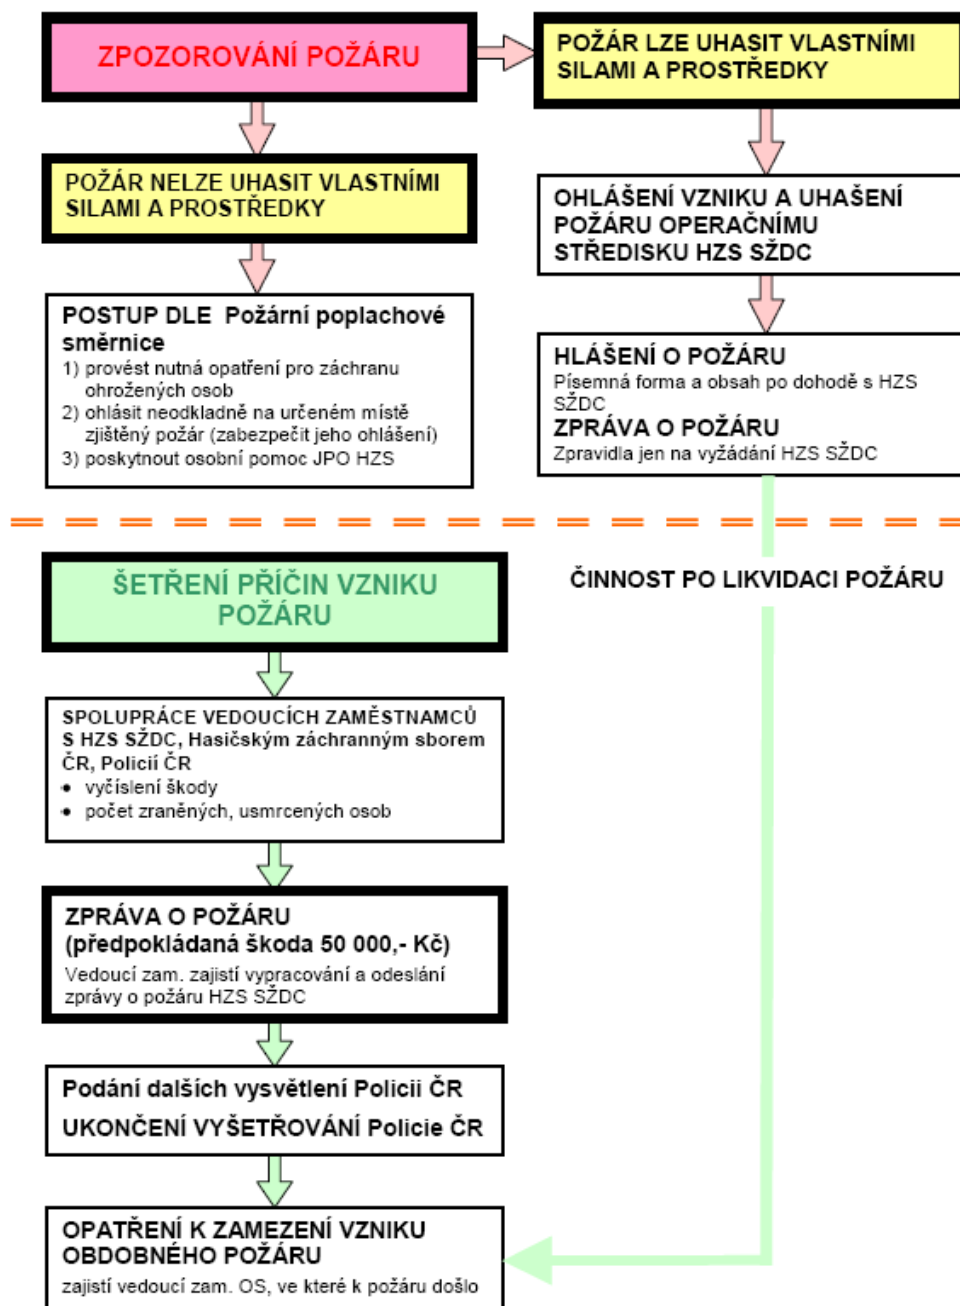 ZPOZOROVÁNÍ POŽÁRU
POŽÁR LZE UHASIT VLASTNÍMI
SILAMI A PROSTŘEDKY
POŽÁR NELZE UHASIT VLASTNÍMI
SILAMI A PROSTŘEDKY
OHLÁŠENÍ VZNIKU A UHAŠENÍ
POŽÁRU OPERAČNÍMU
STŘEDISKU HZS SŽDC
POSTUP DLE Požární poplachové
směrnice
1) provést nutná opatření pro záchranu
ohrožených osob
2) ohlásit neodkladně na určeném místě
zjištěný požár (zabezpečit jeho ohlášení)
3) poskytnout osobní pomoc JPO HZS
HLÁŠENÍ O POŽÁRU
Písemná forma a obsah po dohodě s HZS
SŽDC
ZPRÁVA O POŽÁRU
Zpravidla jen na vyžádání HZS SŽDC
ŠETŘENÍ PŘÍČIN VZNIKU
POŽÁRU
ČINNOST PO LIKVIDACI POŽÁRU
SPOLUPRÁCE VEDOUCÍCH ZAMĚSTNAMCŮ
S HZS SŽDC, Hasičským záchranným sborem
ČR, Policií ČR
• vyčíslení škody
• počet zraněných, usmrcených osob
ZPRÁVA O POŽÁRU
(předpokládaná škoda 50 000,- Kč)
Vedoucí zam. zajistí vypracování a odeslání
zprávy o požáru HZS SŽDC
Podání dalších vysvětlení Policii ČR
UKONČENÍ VYŠETŘOVÁNÍ Policie ČR
OPATŘENÍ K ZAMEZENÍ VZNIKU
OBDOBNÉHO POŽÁRU
zajistí vedoucí zam. OS, ve které k požáru došlo